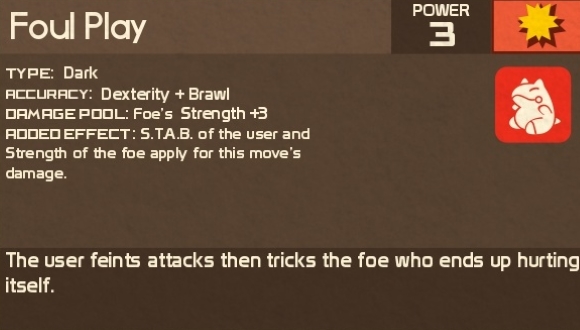 Foul Play
POWER
3
TYPE: Dark
ACCURACY: Dexterity + Brawl
DAMAGE POOL: Foe's Strength +3
ADDED EFFECT: S.T.A.B. of the user and
Strength of the foe apply for this move's
damage.
The user feints attacks then tricks the foe who ends up hurting
itself.